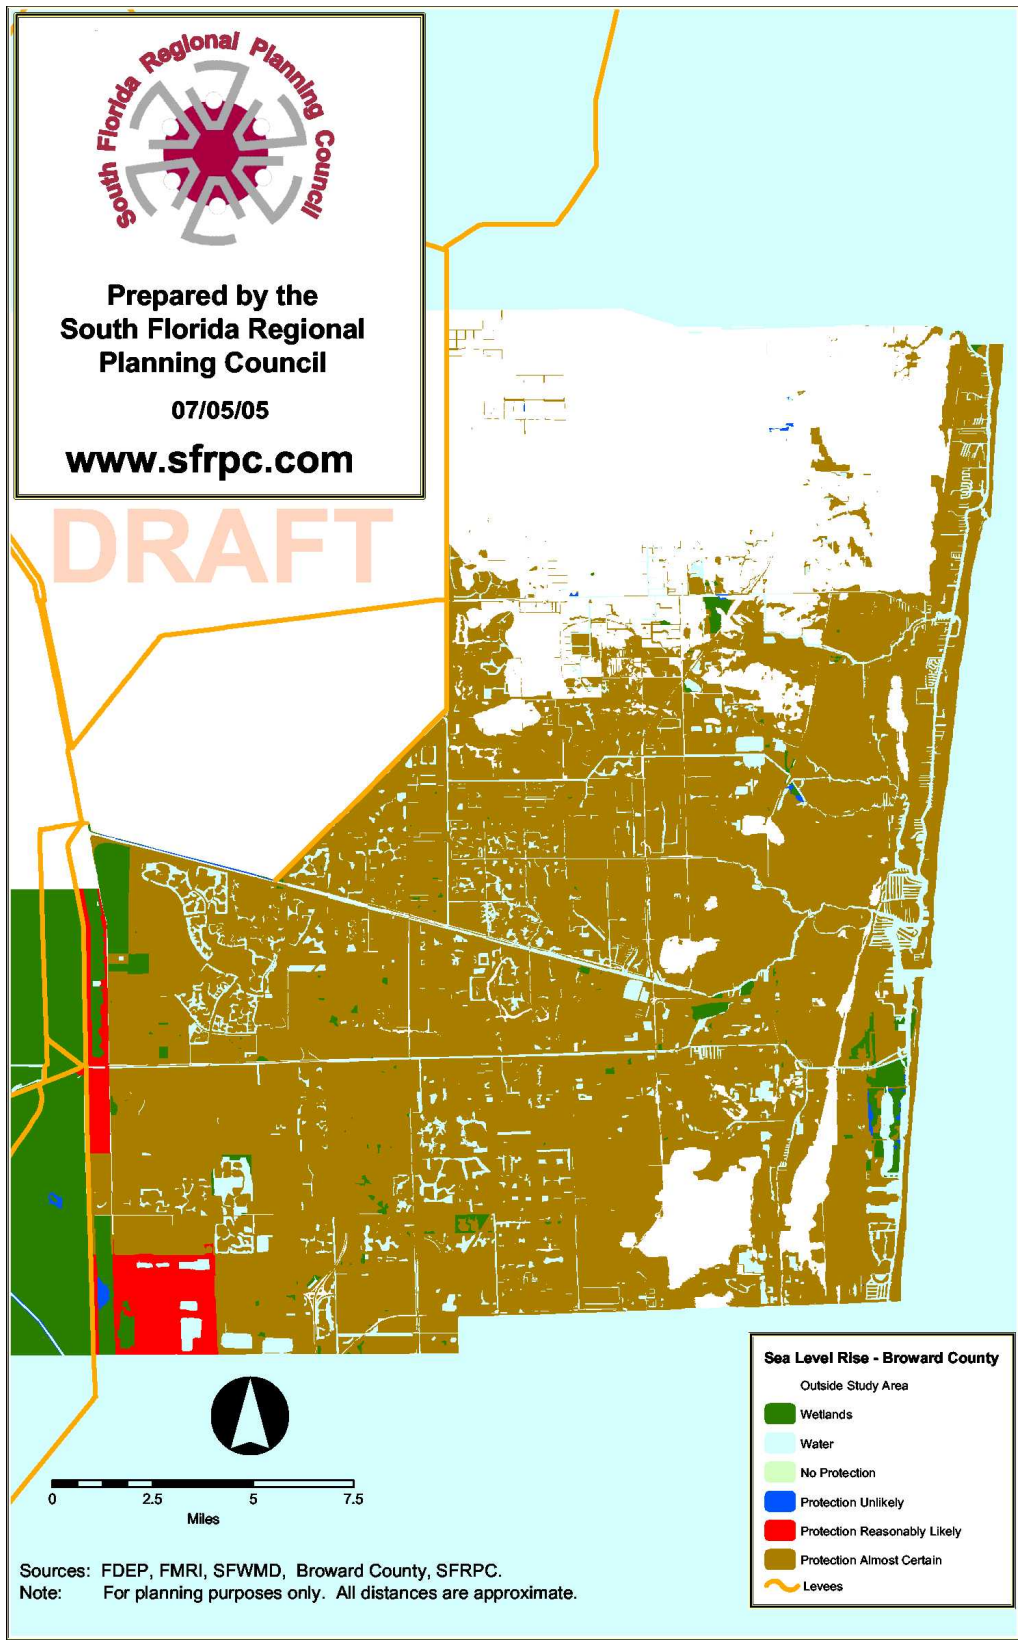 South Florida Regional Planning Council
Prepared by the
South Florida Regional
Planning Council
07/05/05
www.sfrpc.com
DRAFT
Sea Level Rise - Broward County
Outside Study Area
Wetlands
Water
No Protection
Protection Unlikely
Protection Reasonably Likely
Protection Almost Certain
Levees
0 2.5 5 7.5
Miles
Sources: FDEP, FMRI, SFWMD, Broward County, SFRPC.
Note: For planning purposes only. All distances are approximate.